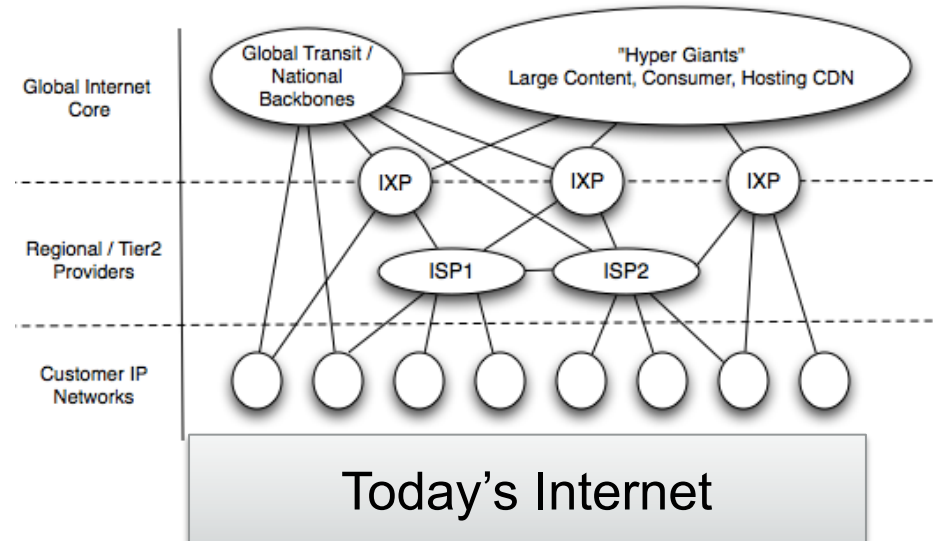 Global Internet
Core
Global Transit /
National
Backbones
"Hyper Giants"
Large Content, Consumer, Hosting CDN
IXP
IXP
IXP
Regional / Tier2
Providers
ISP1
ISP2
Customer IP
Networks
Today’s Internet